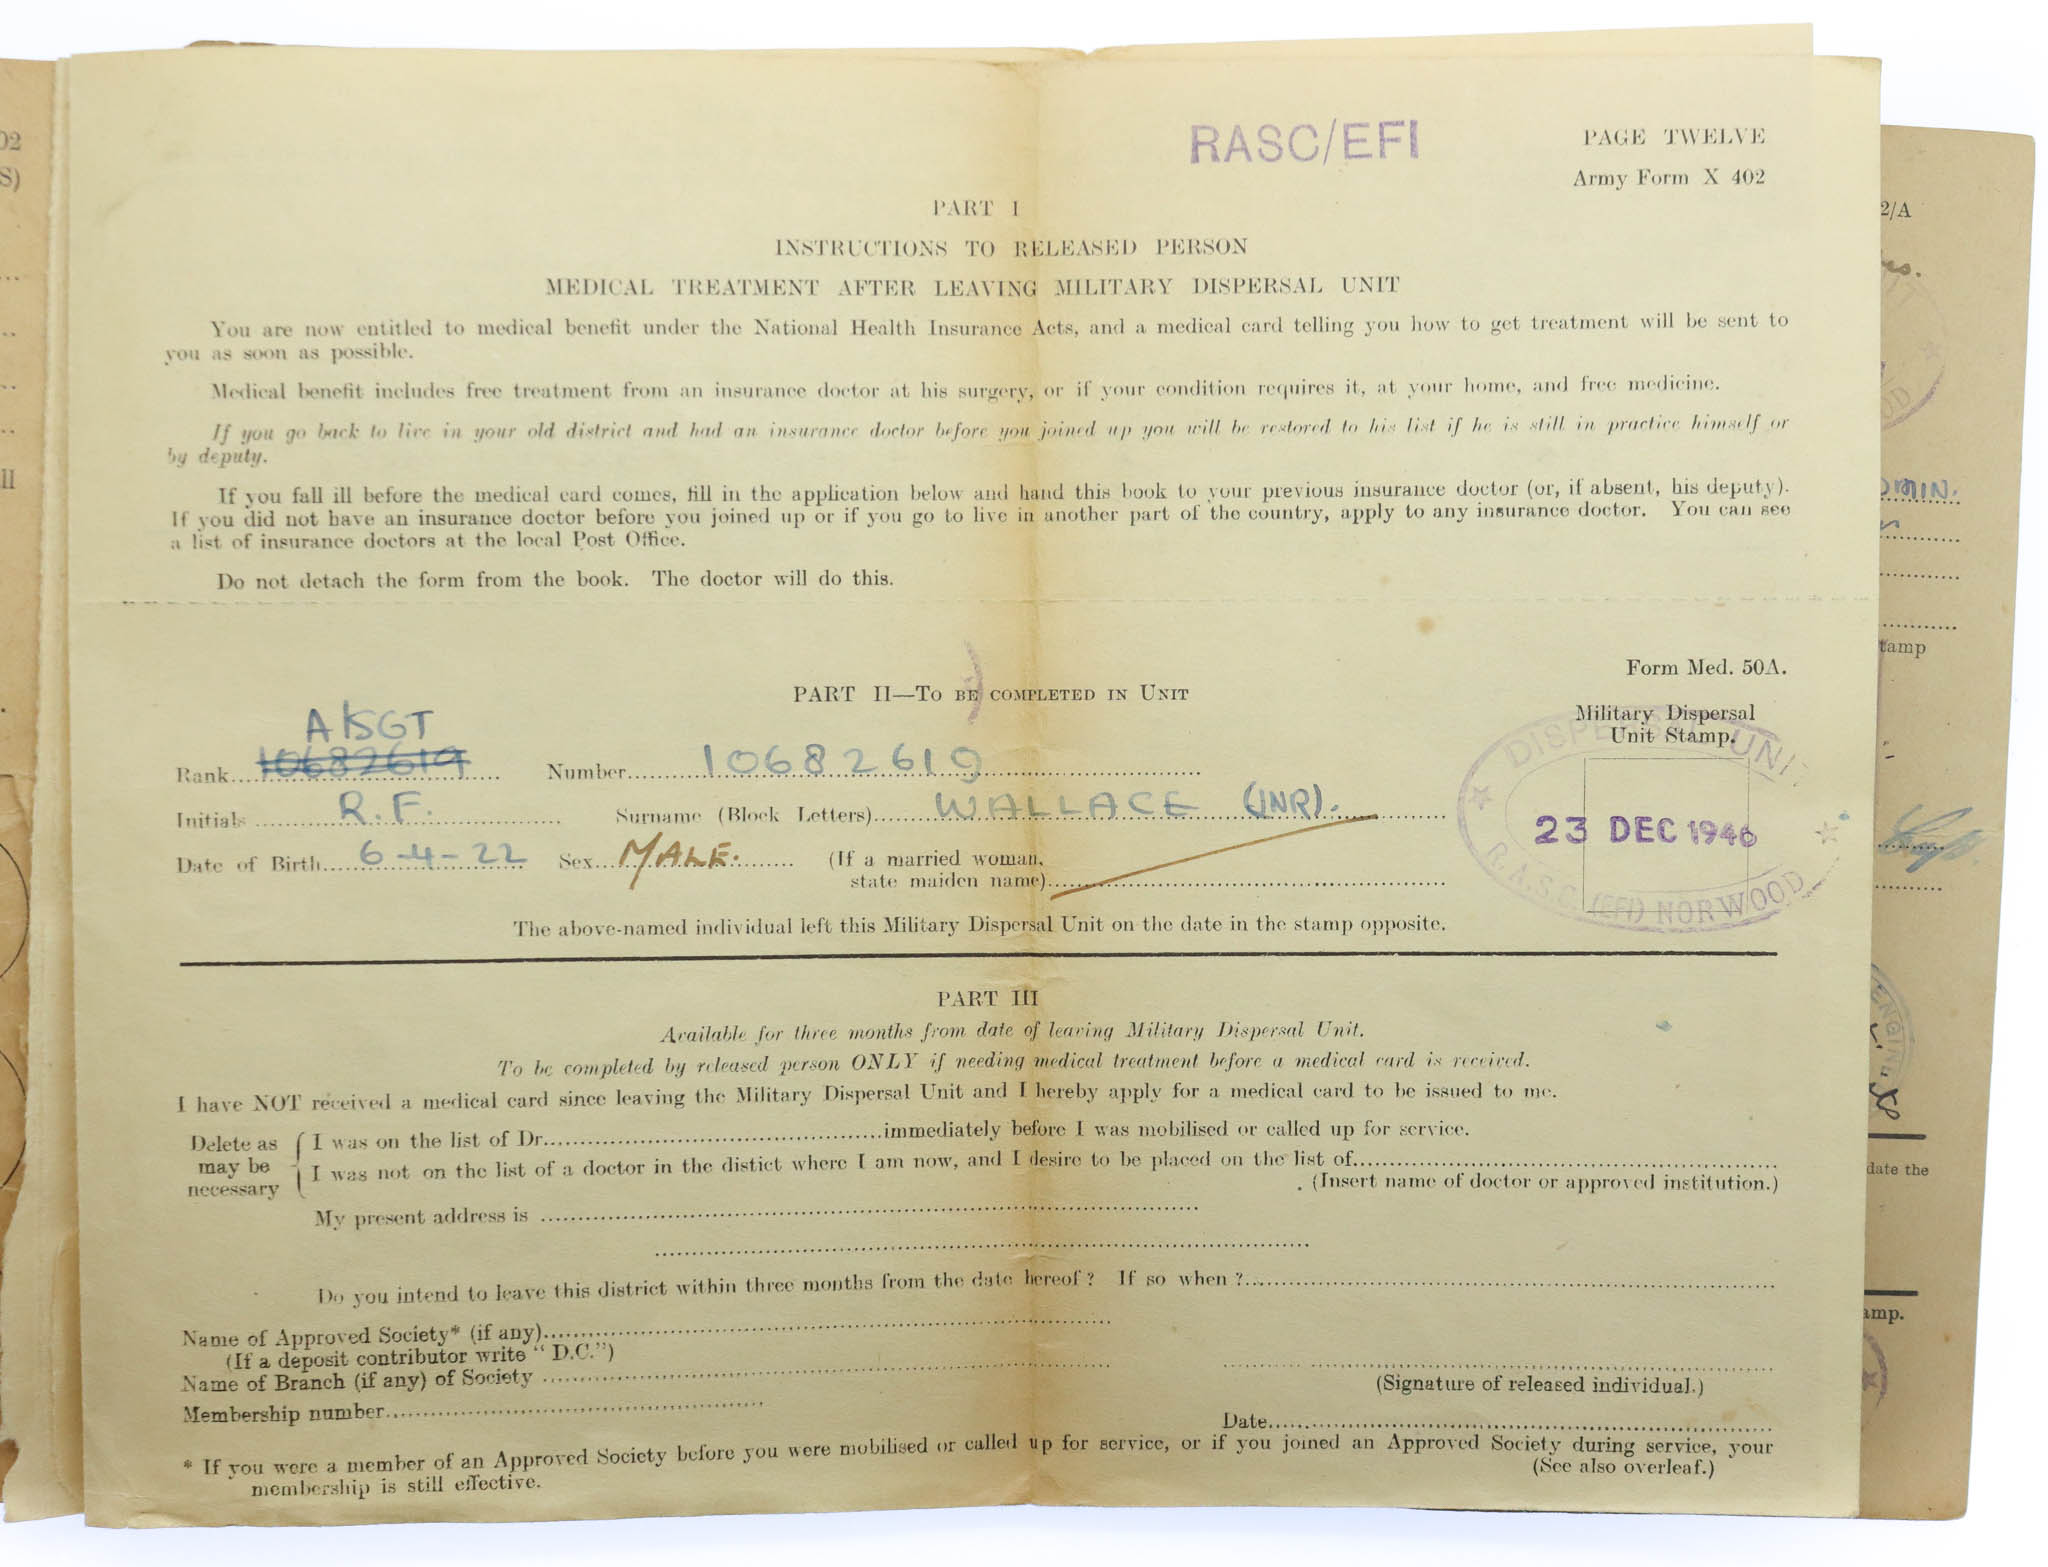 RASC/EFI
PAGE TWELVE
Army Form X 402
PART I
INSTRUCTIONS TO RELEASED PERSON
MEDICAL TREATMENT AFTER LEAVING MILITARY DISPERSAL UNIT
You are now entitled to medical benefit under the National Health Insurance Acts, and a medical card telling you how to get treatment will be sent to
you as soon as possible.
Medical benefit includes free treatment from an insurance doctor at his surgery, or if your condition requires it, at your home, and free medicine.
If you go back to live in your old district and had an insurance doctor before you joined up you will be restored to his list if he is still in practice himself or
by deputy.
If you fall ill before the medical card comes, fill in the application below and hand this book to your previous insurance doctor (or, if absent, his deputy).
If you did not have an insurance doctor before you joined up or if you go to live in another part of the country, apply to any insurance doctor. You can see
a list of insurance doctors at the local Post Office.
Do not detach the form from the book. The doctor will do this.
Form Med. 50A.
PART II—To be completed in Unit
Military Dispersal
Unit Stamp.
A/SGT
Rank 10682619 Number 10682619
Initials R.F. Surname (Block Letters) WALLACE (JNR).
Date of Birth 6-4-22 Sex MALE. (If a married woman,
state maiden name)
DISPERSAL UNIT
23 DEC 1946
R.A.S.C. (EFI) NORWOOD
The above-named individual left this Military Dispersal Unit on the date in the stamp opposite.
PART III
Available for three months from date of leaving Military Dispersal Unit.
To be completed by released person ONLY if needing medical treatment before a medical card is received.
I have NOT received a medical card since leaving the Military Dispersal Unit and I hereby apply for a medical card to be issued to me.
Delete as may be necessary
I was on the list of Dr. immediately before I was mobilised or called up for service.
I was not on the list of a doctor in the distict where I am now, and I desire to be placed on the list of
(Insert name of doctor or approved institution.)
My present address is
Do you intend to leave this district within three months from the date hereof ? If so when ?
Name of Approved Society* (if any)
(If a deposit contributor write "D.C.")
Name of Branch (if any) of Society
(Signature of released individual.)
Membership number
Date
* If you were a member of an Approved Society before you were mobilised or called up for service, or if you joined an Approved Society during service, your
membership is still effective.
(See also overleaf.)
02
S)
ll
2/A
OMIN.
tamp
ENGIN
date the
amp.